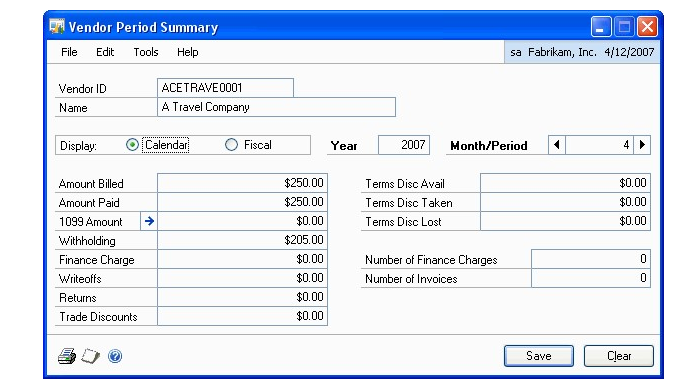 Vendor Period Summary
File Edit Tools Help sa Fabrikam, Inc. 4/12/2007
Vendor ID ACETRAVE0001
Name A Travel Company
Display: Calendar Fiscal Year 2007 Month/Period 4
Amount Billed $250.00 Terms Disc Avail $0.00
Amount Paid $250.00 Terms Disc Taken $0.00
1099 Amount $0.00 Terms Disc Lost $0.00
Withholding $205.00
Finance Charge $0.00 Number of Finance Charges 0
Writeoffs $0.00 Number of Invoices 0
Returns $0.00
Trade Discounts $0.00
Save Clear